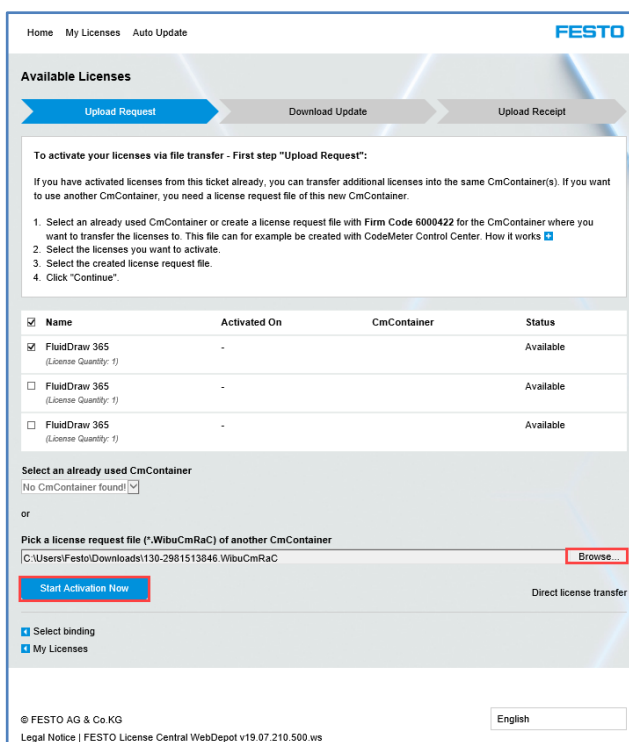 Home My Licenses Auto Update FESTO
Available Licenses
Upload Request Download Update Upload Receipt
To activate your licenses via file transfer - First step "Upload Request":
If you have activated licenses from this ticket already, you can transfer additional licenses into the same CmContainer(s). If you want
to use another CmContainer, you need a license request file of this new CmContainer.
1. Select an already used CmContainer or create a license request file with Firm Code 6000422 for the CmContainer where you
want to transfer the licenses to. This file can for example be created with CodeMeter Control Center. How it works
2. Select the licenses you want to activate.
3. Select the created license request file.
4. Click "Continue".
Name Activated On CmContainer Status
FluidDraw 365 - Available
(License Quantity: 1)
FluidDraw 365 - Available
(License Quantity: 1)
FluidDraw 365 - Available
(License Quantity: 1)
Select an already used CmContainer
No CmContainer found!
or
Pick a license request file (*.WibuCmRaC) of another CmContainer
C:\Users\Festo\Downloads\130-2981513846.WibuCmRaC Browse...
Start Activation Now
Direct license transfer
Select binding
My Licenses
© FESTO AG & Co.KG English
Legal Notice | FESTO License Central WebDepot v19.07.210.500.ws